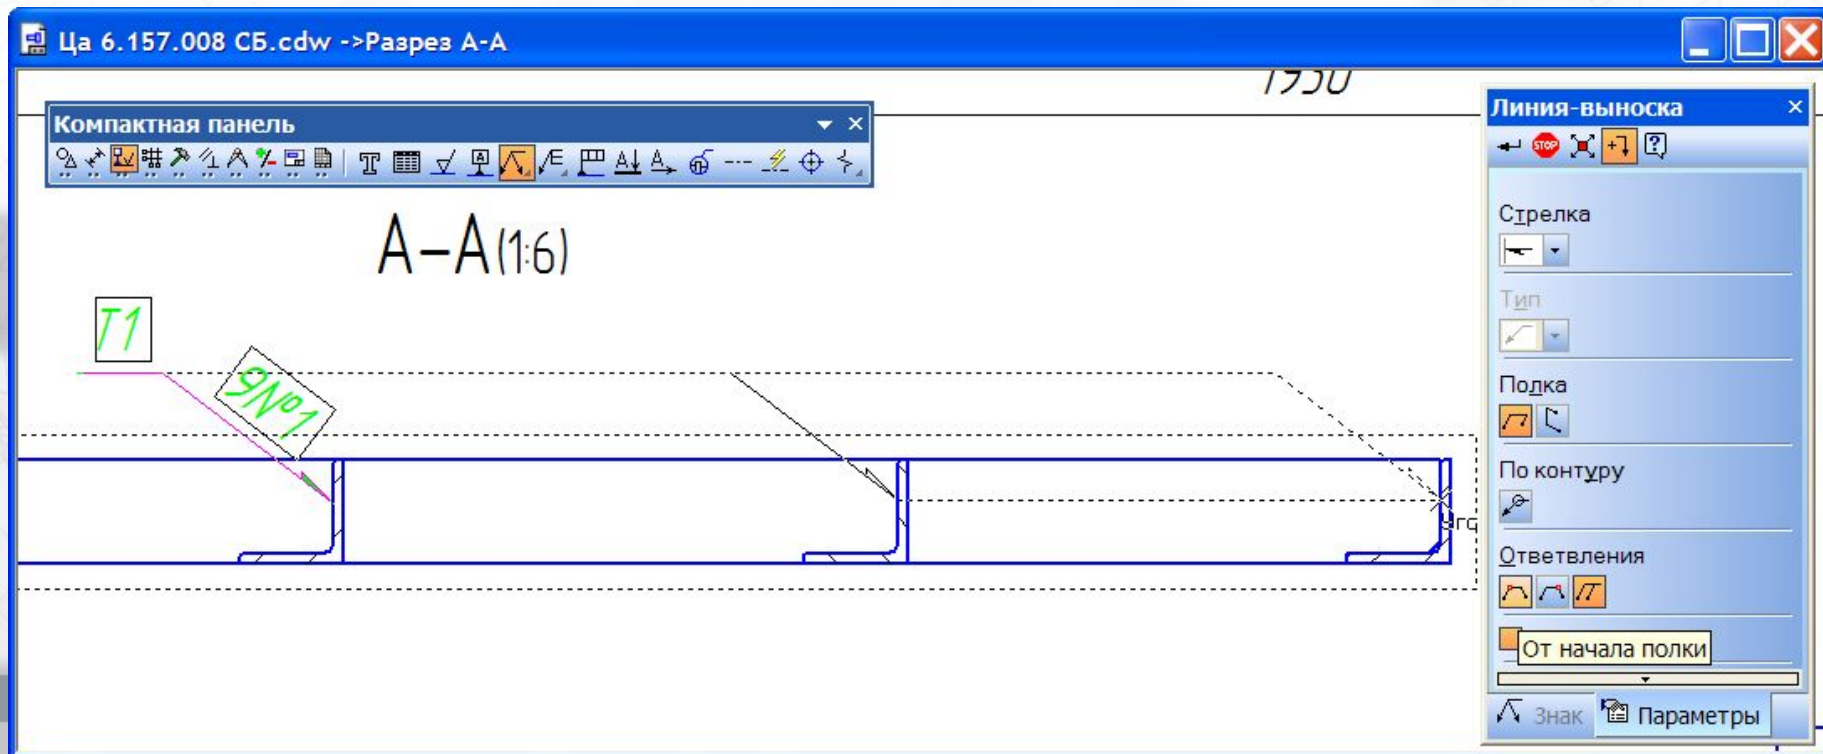 Ца 6.157.008 СБ.cdw ->Разрез А-А
1950
Компактная панель
Линия-выноска
STOP
А–А (1:6)
Стрелка
Т1
Тип
9№1
Полка
По контуру
Ответвления
От начала полки
Знак
Параметры